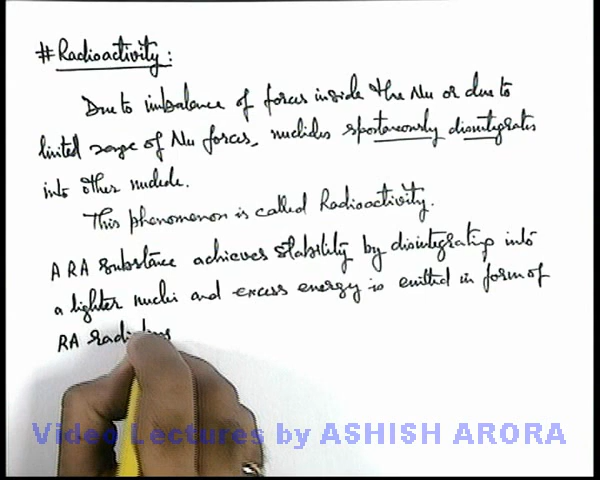 # Radioactivity :
Due to imbalance of forces inside the Nu or due to
limited range of Nu forces, nuclides spontaneously disintegrates
into other nuclide.
This phenomenon is called Radioactivity.
A RA substance achieves stability by disintegrating into
a lighter nuclei and excess energy is emitted in form of
RA radiations
Video Lectures by ASHISH ARORA